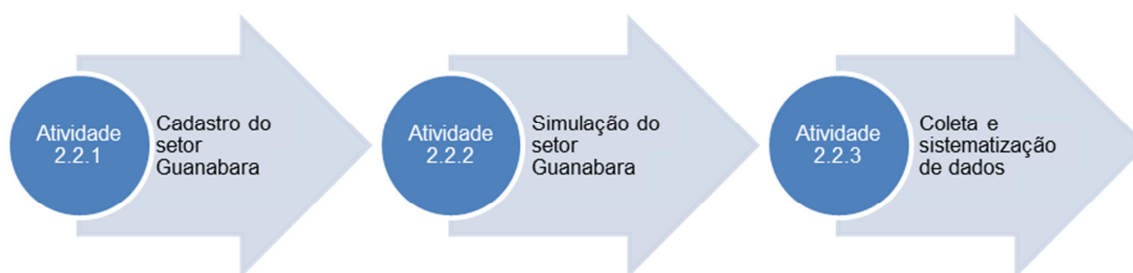 Atividade
2.2.1
Cadastro do
setor
Guanabara
Atividade
2.2.2
Simulação do
setor
Guanabara
Atividade
2.2.3
Coleta e
sistematização
de dados